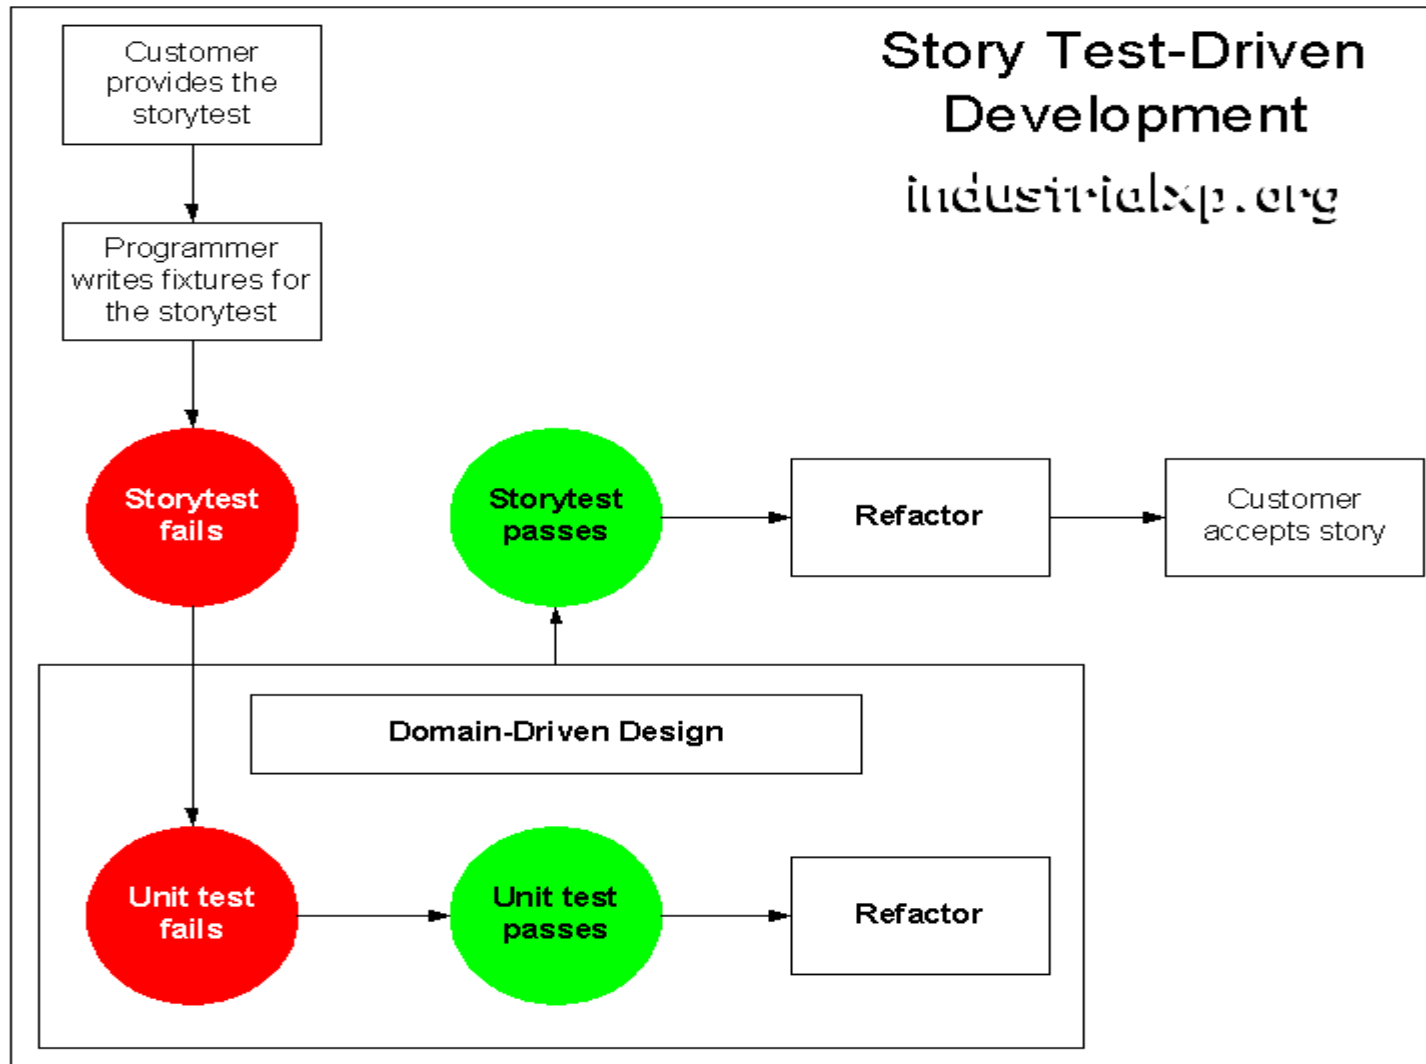 Story Test-Driven
Development
industrialxp.org
Customer
provides the
storytest
Programmer
writes fixtures for
the storytest
Storytest
fails
Storytest
passes
Refactor
Customer
accepts story
Domain-Driven Design
Unit test
fails
Unit test
passes
Refactor